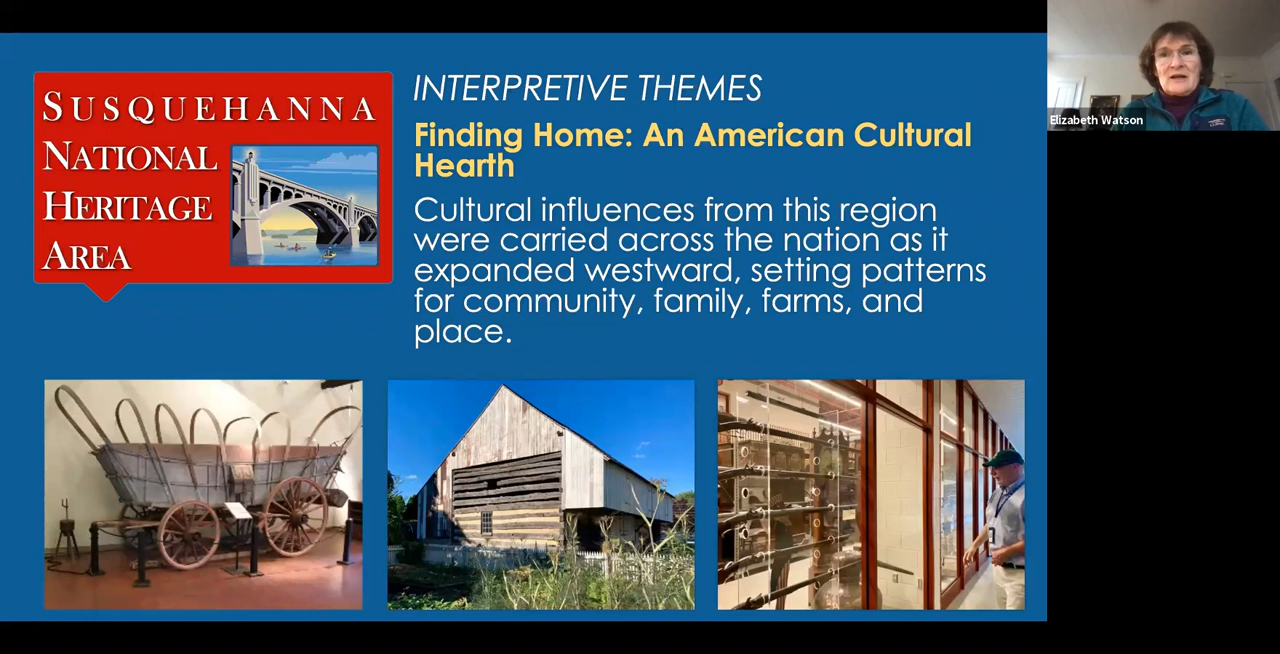 SUSQUEHANNA
NATIONAL
HERITAGE
AREA
INTERPRETIVE THEMES
Finding Home: An American Cultural
Hearth
Cultural influences from this region
were carried across the nation as it
expanded westward, setting patterns
for community, family, farms, and
place.
Elizabeth Watson